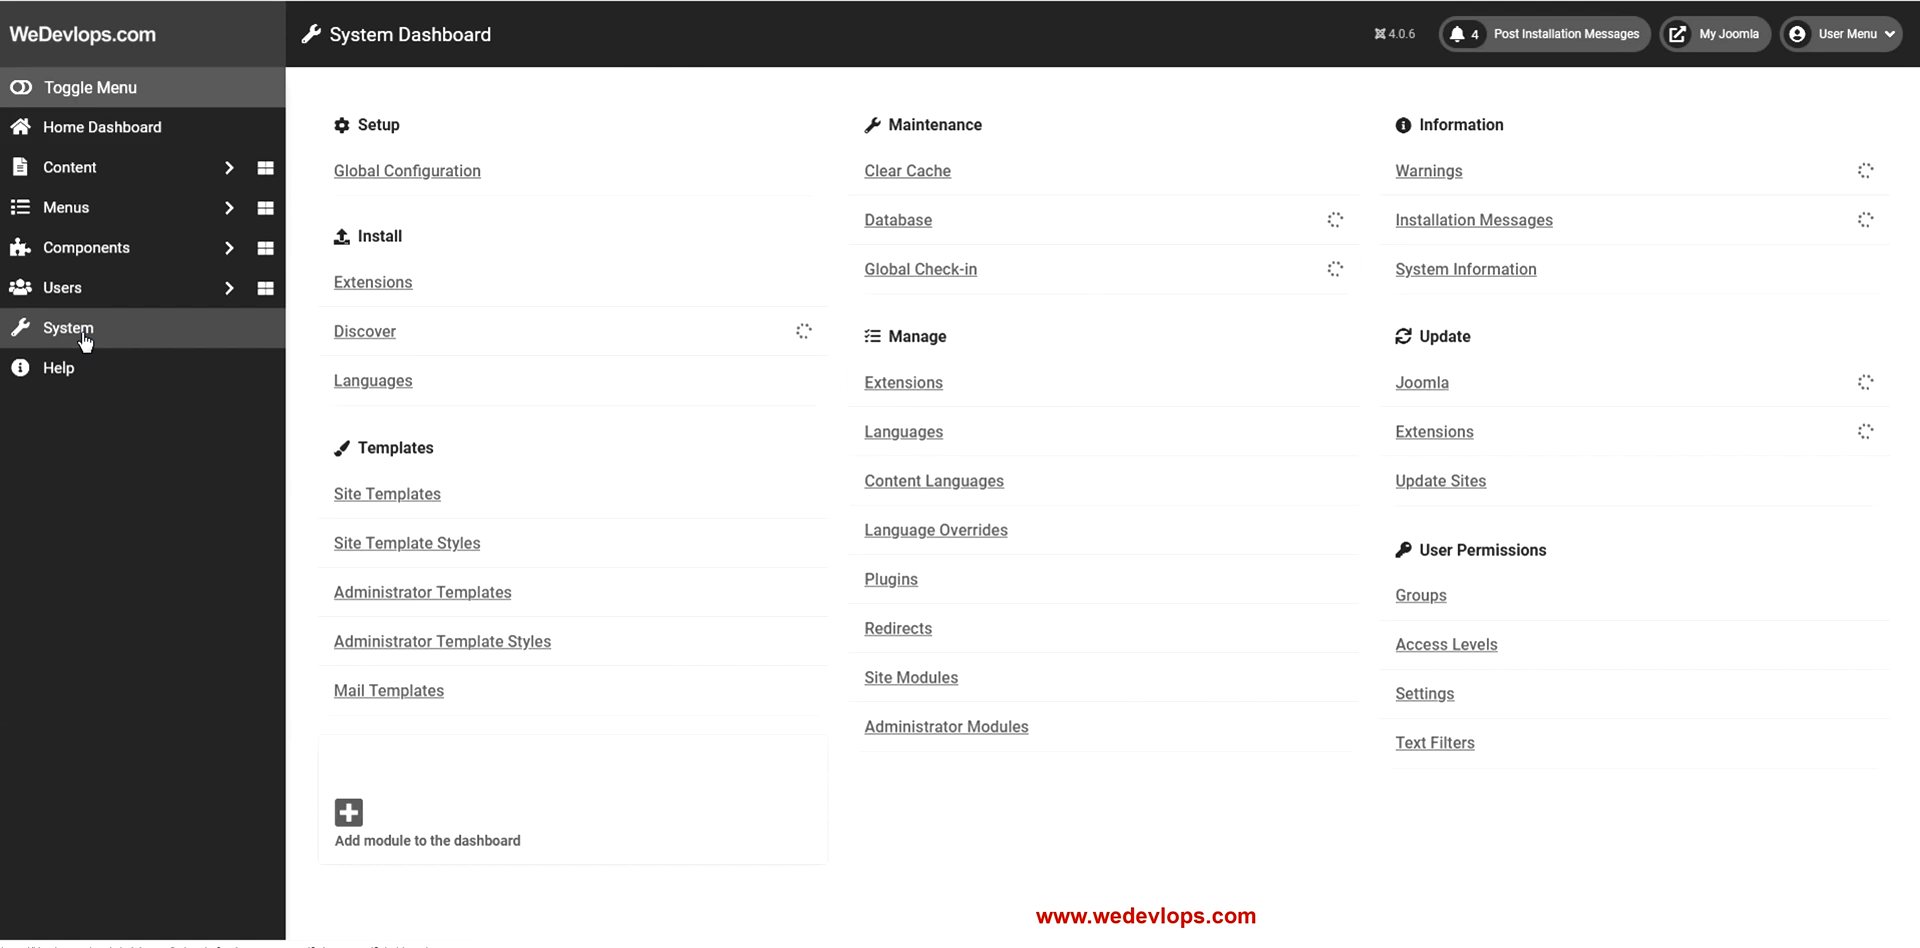 WeDevlops.com
System Dashboard
4.0.6
4
Post Installation Messages
My Joomla
User Menu
Toggle Menu
Home Dashboard
Content
Menus
Components
Users
System
Help
Setup
Global Configuration
Install
Extensions
Discover
Languages
Templates
Site Templates
Site Template Styles
Administrator Templates
Administrator Template Styles
Mail Templates
Add module to the dashboard
Maintenance
Clear Cache
Database
Global Check-in
Manage
Extensions
Languages
Content Languages
Language Overrides
Plugins
Redirects
Site Modules
Administrator Modules
Information
Warnings
Installation Messages
System Information
Update
Joomla
Extensions
Update Sites
User Permissions
Groups
Access Levels
Settings
Text Filters
www.wedevlops.com